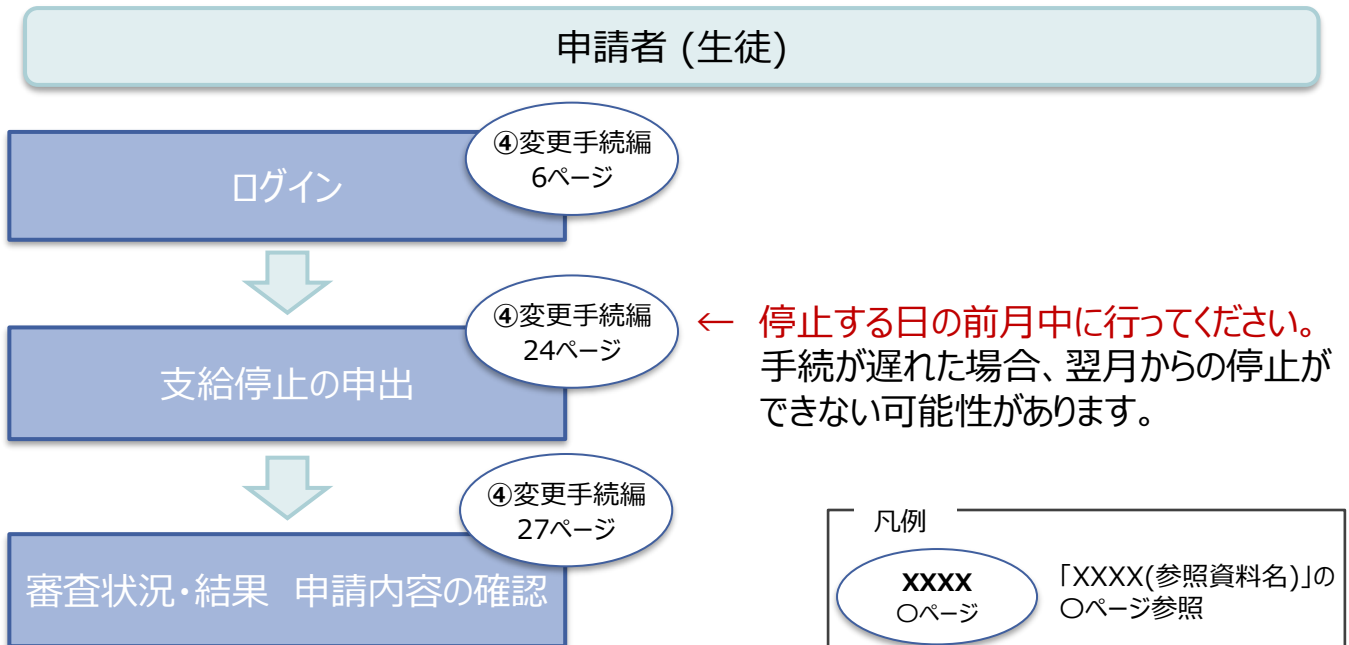 申請者 (生徒)
④変更手続編
6ページ
ログイン
④変更手続編
24ページ
支給停止の申出
← 停止する日の前月中に行ってください。
手続が遅れた場合、翌月からの停止が
できない可能性があります。
④変更手続編
27ページ
審査状況・結果　申請内容の確認
凡例
XXXX
〇ページ
「XXXX(参照資料名)」の
〇ページ参照